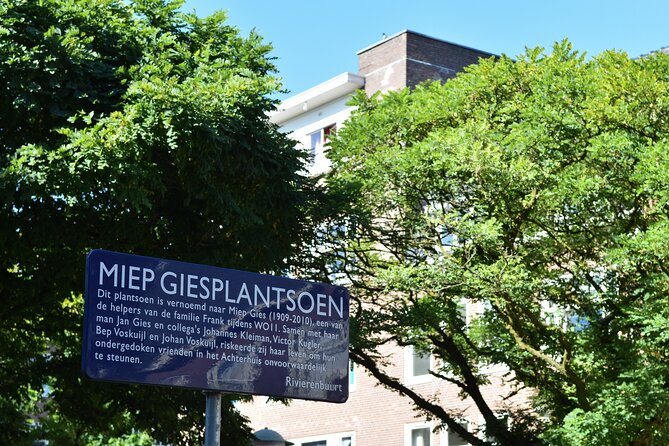 MIEP GIESPLANTSOEN
Dit plantsoen is vernoemd naar Miep Gies (1909-2010), een van
de helpers van de familie Frank tijdens WO11. Samen met haar
man Jan Gies en collega's Johannes Kleiman, Victor Kugler,
Bep Voskuijl en Johan Voskuijl, riskeerde zij haar leven om hun
ondergedoken vrienden in het Achterhuis onvoorwaardelijk
te steunen.
Rivierenbuurt